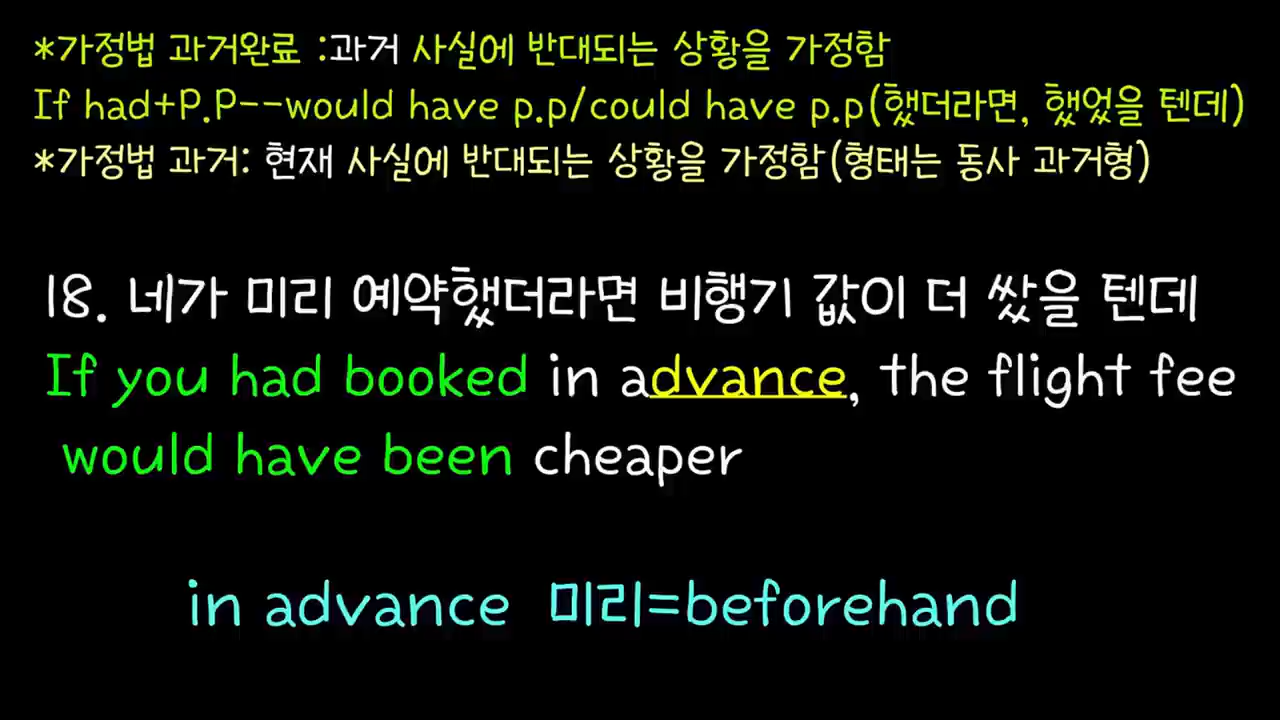 *가정법 과거완료 :과거 사실에 반대되는 상황을 가정함
If had+P.P--would have p.p/could have p.p(했더라면, 했었을 텐데)
*가정법 과거: 현재 사실에 반대되는 상황을 가정함(형태는 동사 과거형)
18. 네가 미리 예약했더라면 비행기 값이 더 쌌을 텐데
If you had booked in advance, the flight fee
would have been cheaper
in advance 미리=beforehand